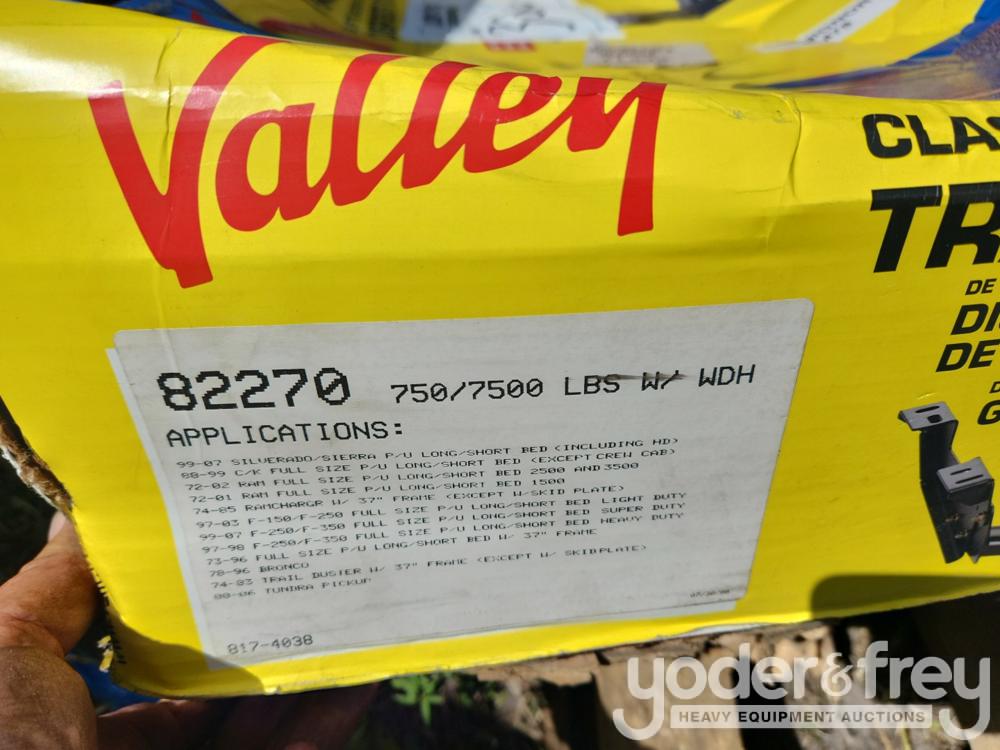 Valley
CLAS
TRA
DE
DI
DE
G
82270 750/7500 LBS W/ WDH
APPLICATIONS:
99-07 SILVERADO/SIERRA P/U LONG/SHORT BED (INCLUDING HD)
88-99 C/K FULL SIZE P/U LONG/SHORT BED (EXCEPT CREW CAB)
72-02 RAM FULL SIZE P/U LONG/SHORT BED 2500 AND 3500
72-01 RAM FULL SIZE P/U LONG/SHORT BED 1500
74-85 RAMCHARGR W/ 37" FRAME (EXCEPT W/SKID PLATE)
97-03 F-150/F-250 FULL SIZE P/U LONG/SHORT BED LIGHT DUTY
99-07 F-250/F-350 FULL SIZE P/U LONG/SHORT BED SUPER DUTY
97-98 F-250/F-350 FULL SIZE P/U LONG/SHORT BED HEAVY DUTY
73-96 FULL SIZE P/U LONG/SHORT BED W/ 37" FRAME
78-96 BRONCO
74-83 TRAIL DUSTER W/ 37" FRAME (EXCEPT W/ SKIDPLATE)
00-06 TUNDRA PICKUP
817-4038
yoder&frey
HEAVY EQUIPMENT AUCTIONS